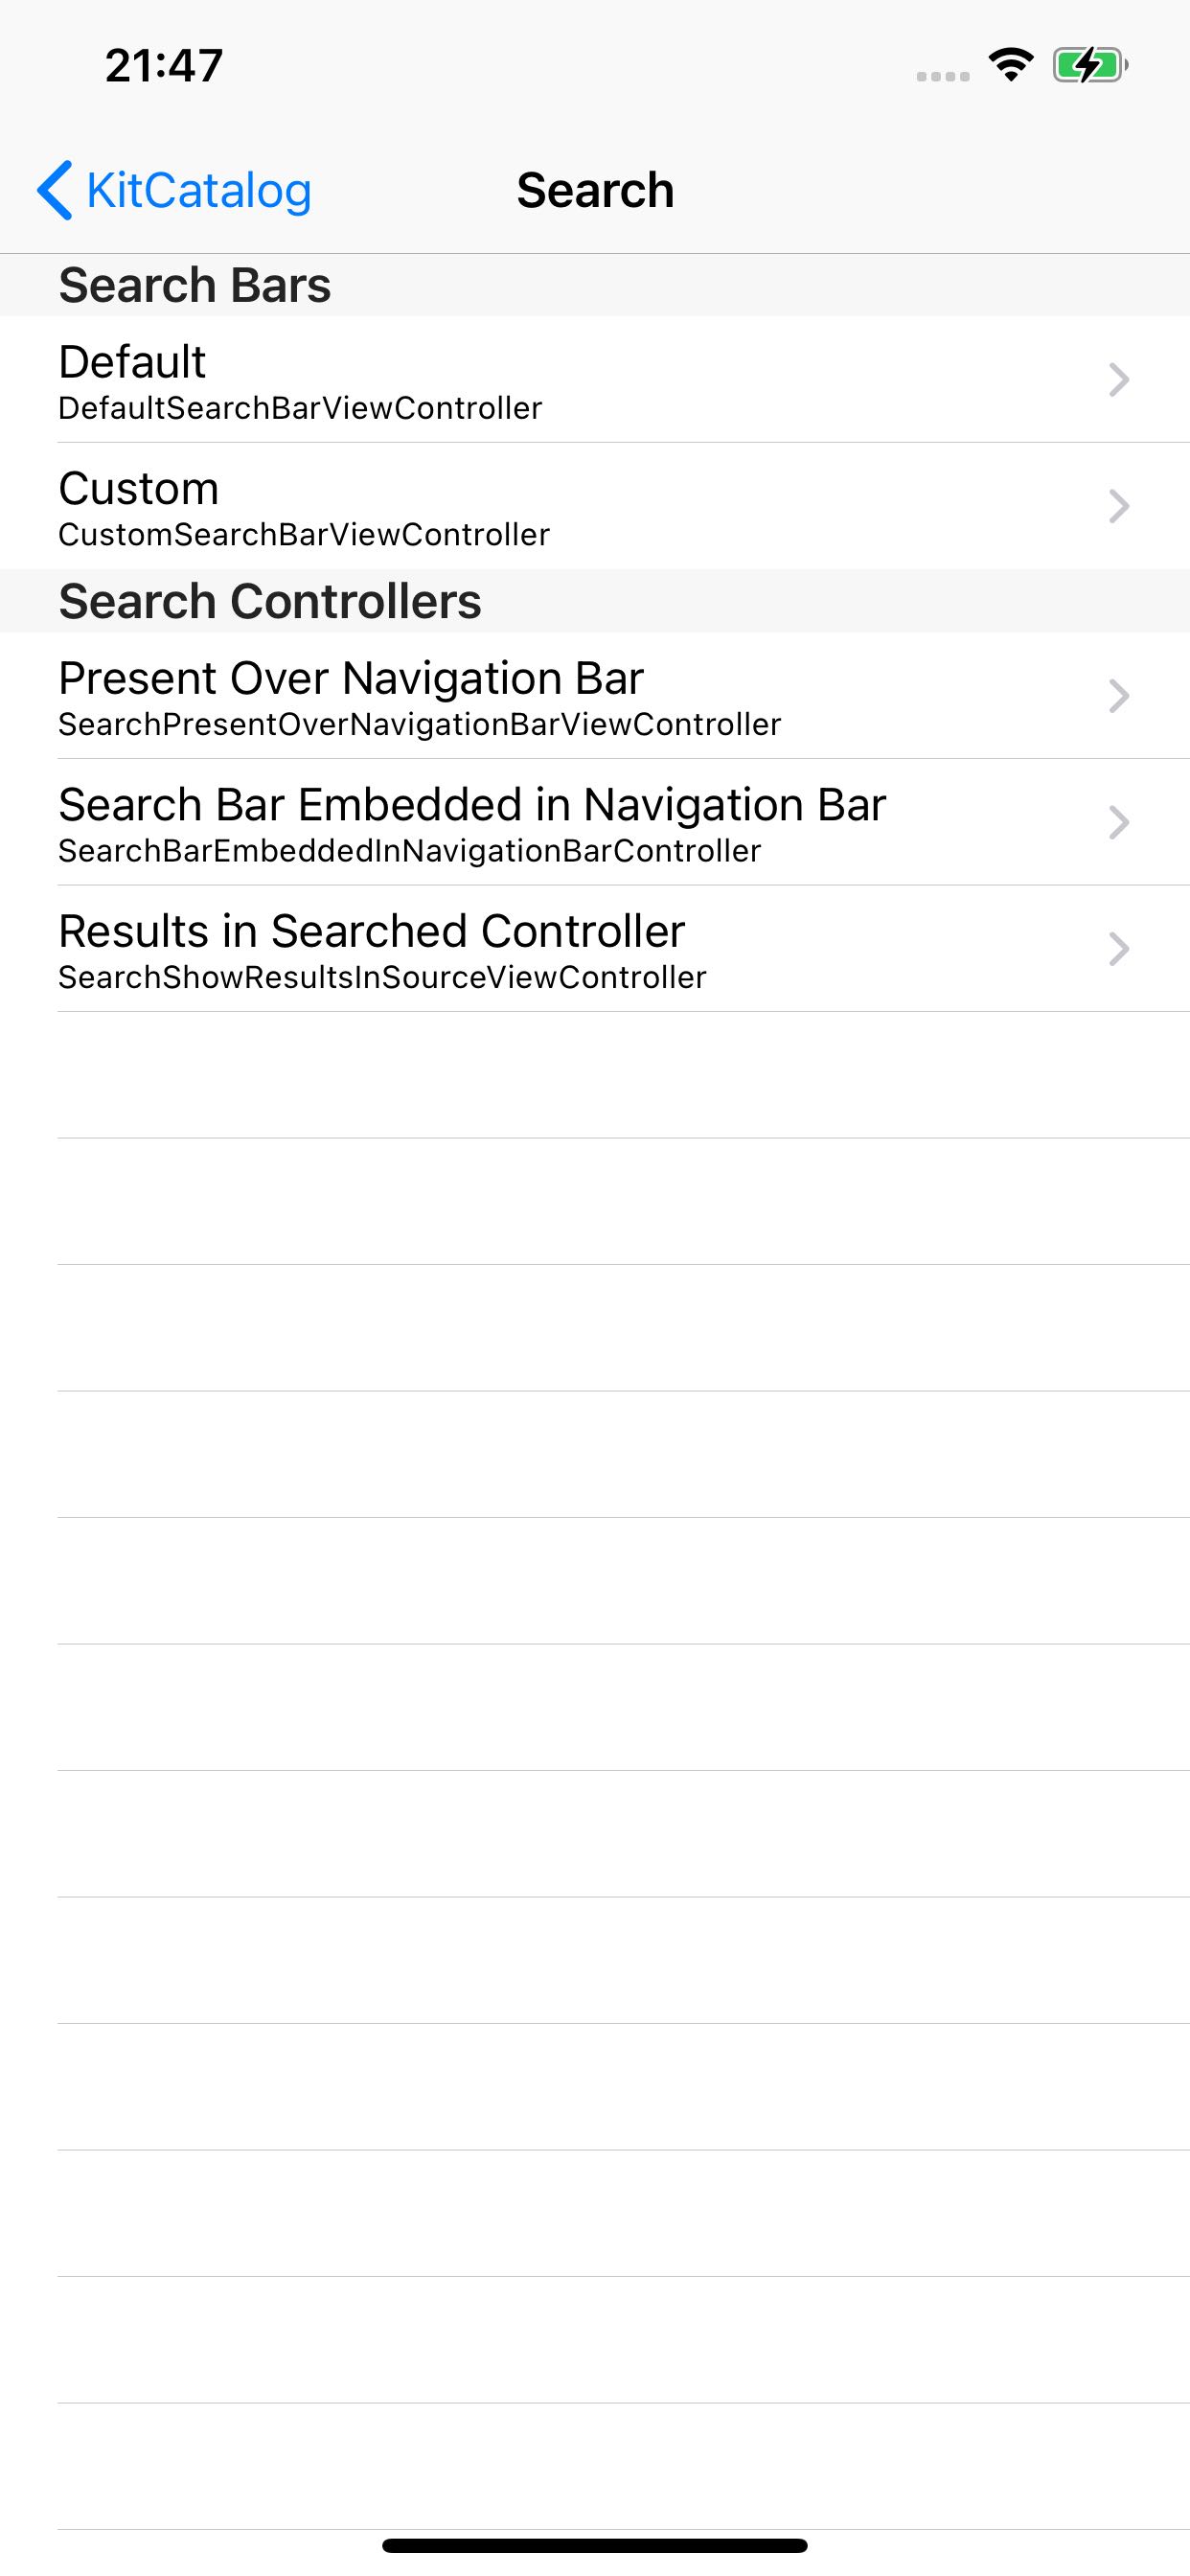 21:47
KitCatalog
Search
Search Bars
Default
DefaultSearchBarViewController
Custom
CustomSearchBarViewController
Search Controllers
Present Over Navigation Bar
SearchPresentOverNavigationBarViewController
Search Bar Embedded in Navigation Bar
SearchBarEmbeddedInNavigationBarController
Results in Searched Controller
SearchShowResultsInSourceViewController